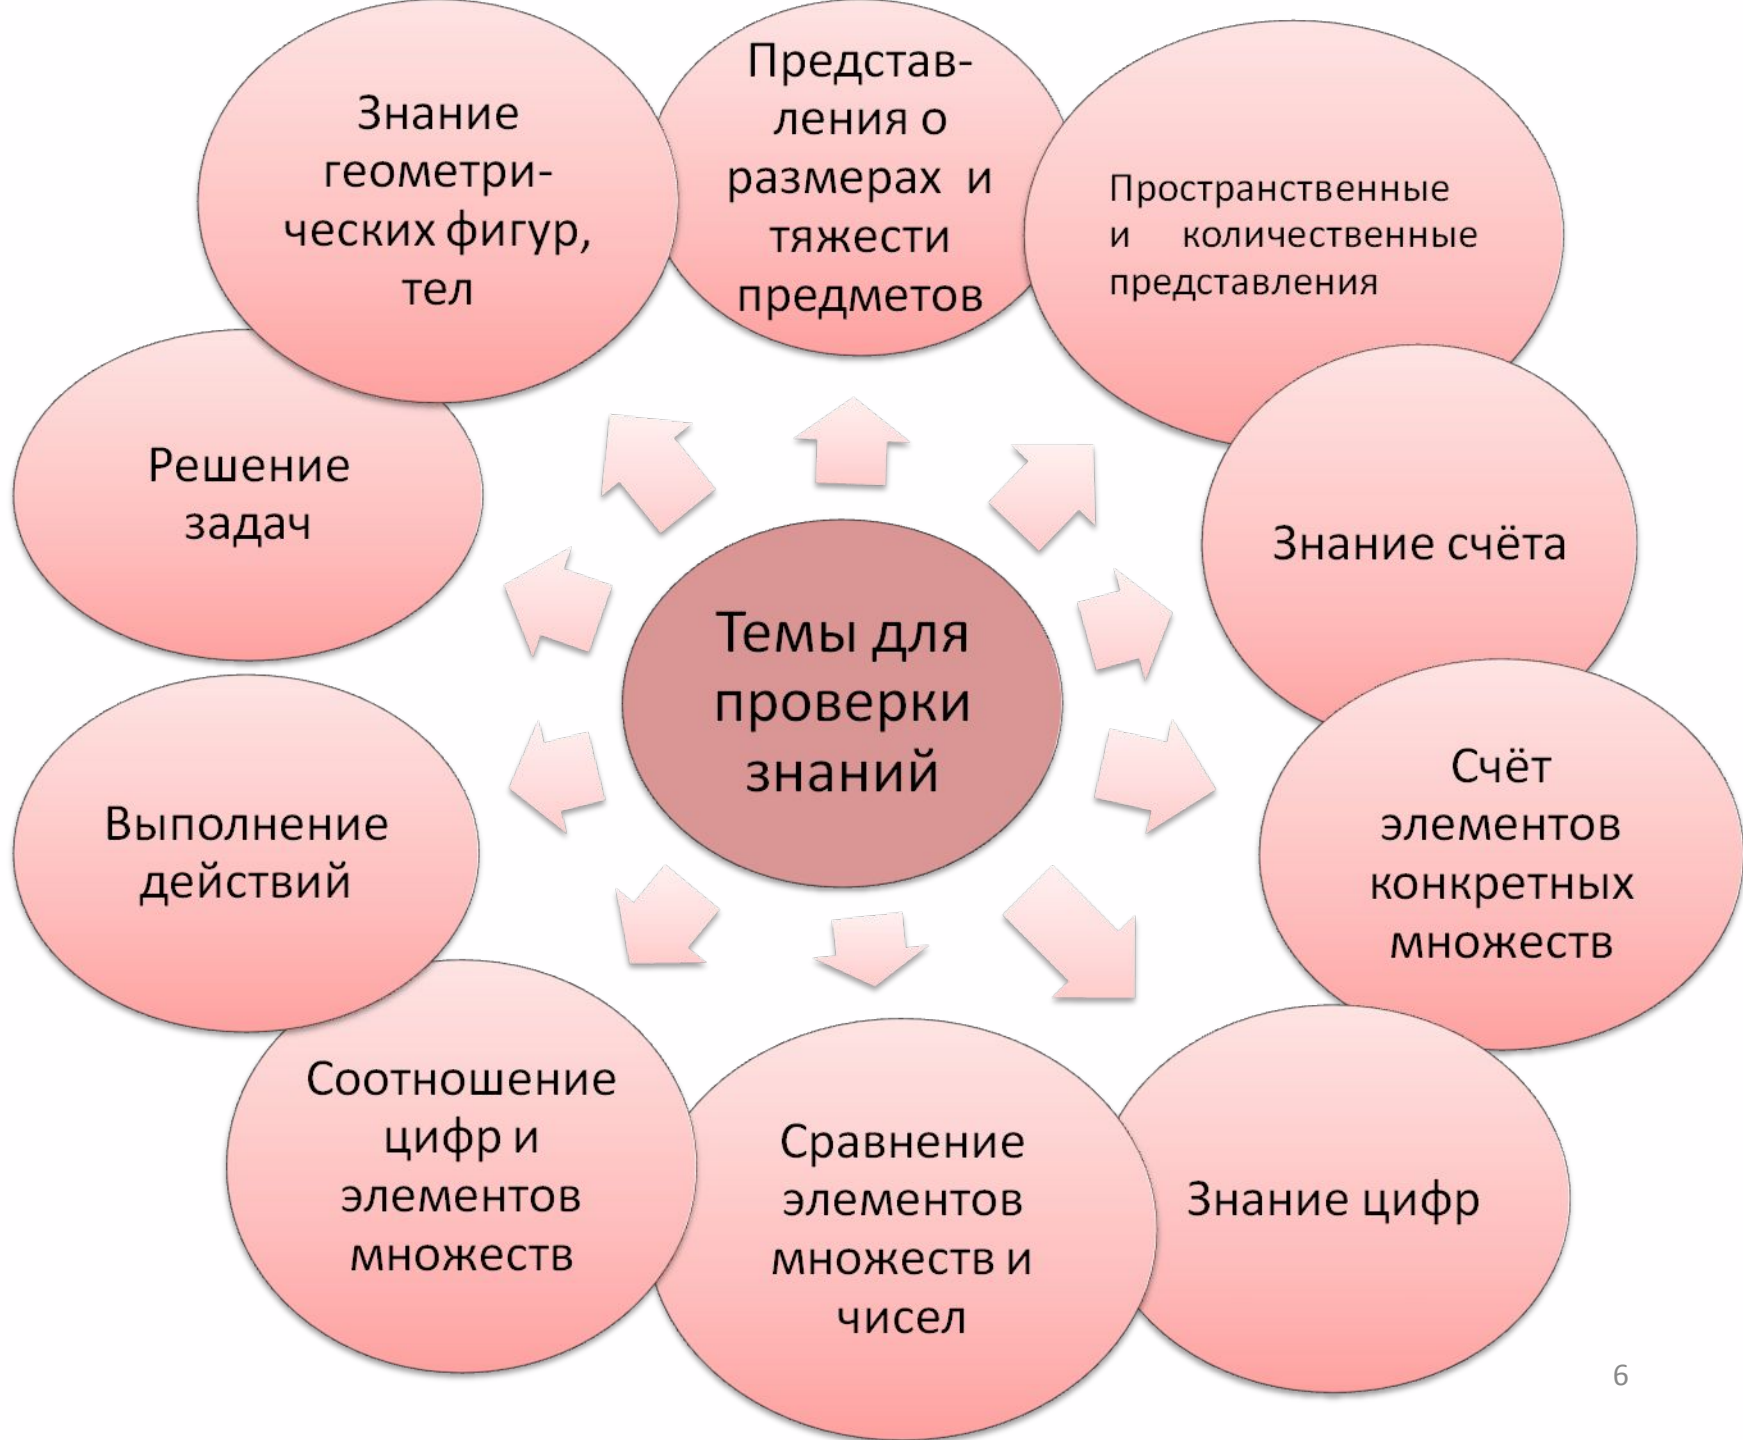 Представ-
ления о
размерах и
тяжести
предметов
Пространственные
и количественные
представления
Знание счёта
Счёт
элементов
конкретных
множеств
Знание цифр
Сравнение
элементов
множеств и
чисел
Соотношение
цифр и
элементов
множеств
Выполнение
действий
Решение
задач
Знание
геометри-
ческих фигур,
тел
Темы для
проверки
знаний
6